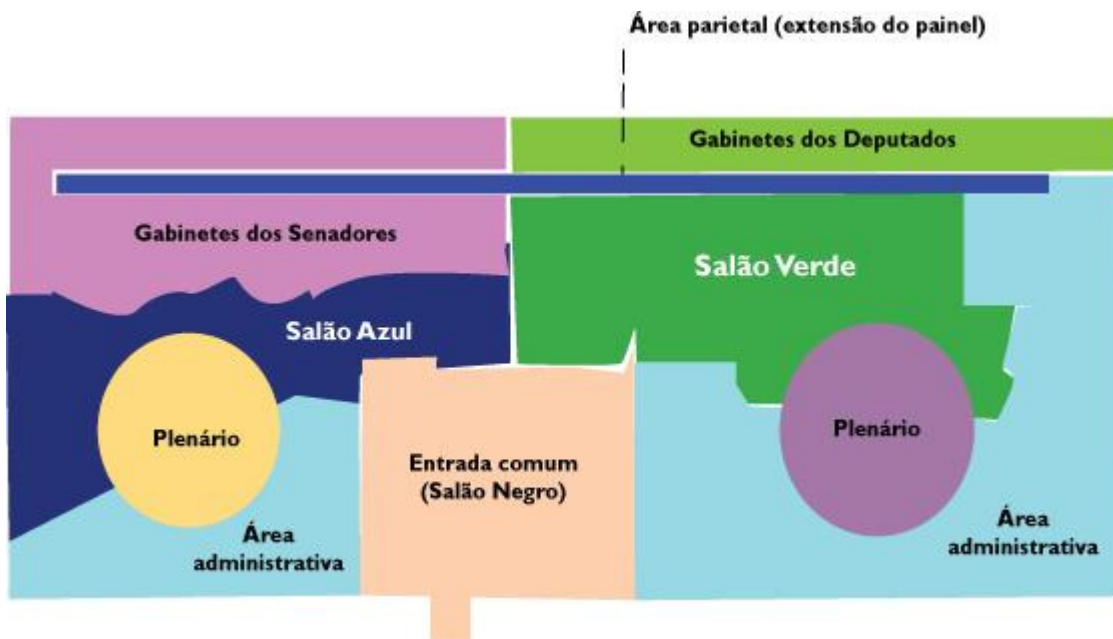 Área parietal (extensão do painel)
Gabinetes dos Deputados
Gabinetes dos Senadores
Salão Verde
Salão Azul
Plenário
Plenário
Entrada comum
(Salão Negro)
Área
administrativa
Área
administrativa